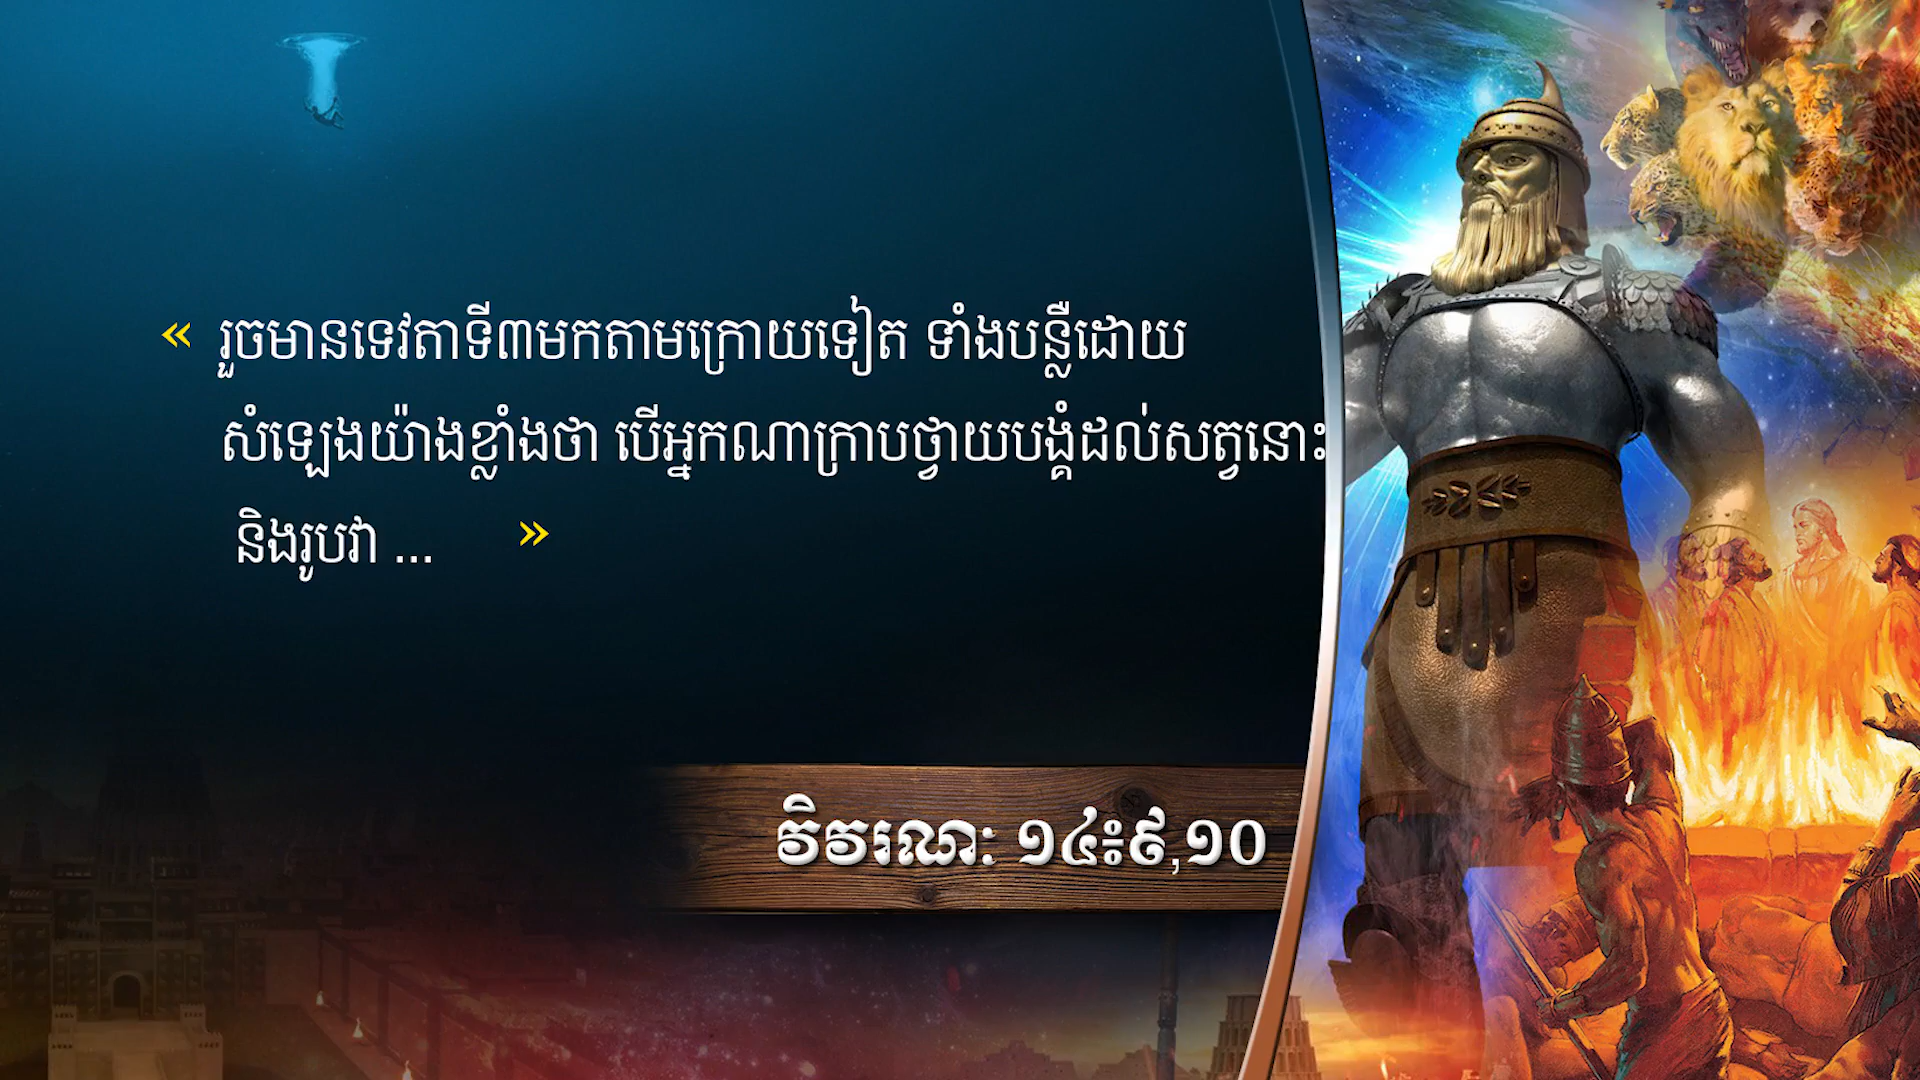 « រួចមានទេវតាទី៣មកតាមក្រោយទៀត ទាំងបន្លឺដោយ
សំឡេងយ៉ាងខ្លាំងថា បើអ្នកណាក្រាបថ្វាយបង្គំដល់សត្វនោះ
និងរូបវា ... »
វិវរណៈ ១៤៖៩,១០